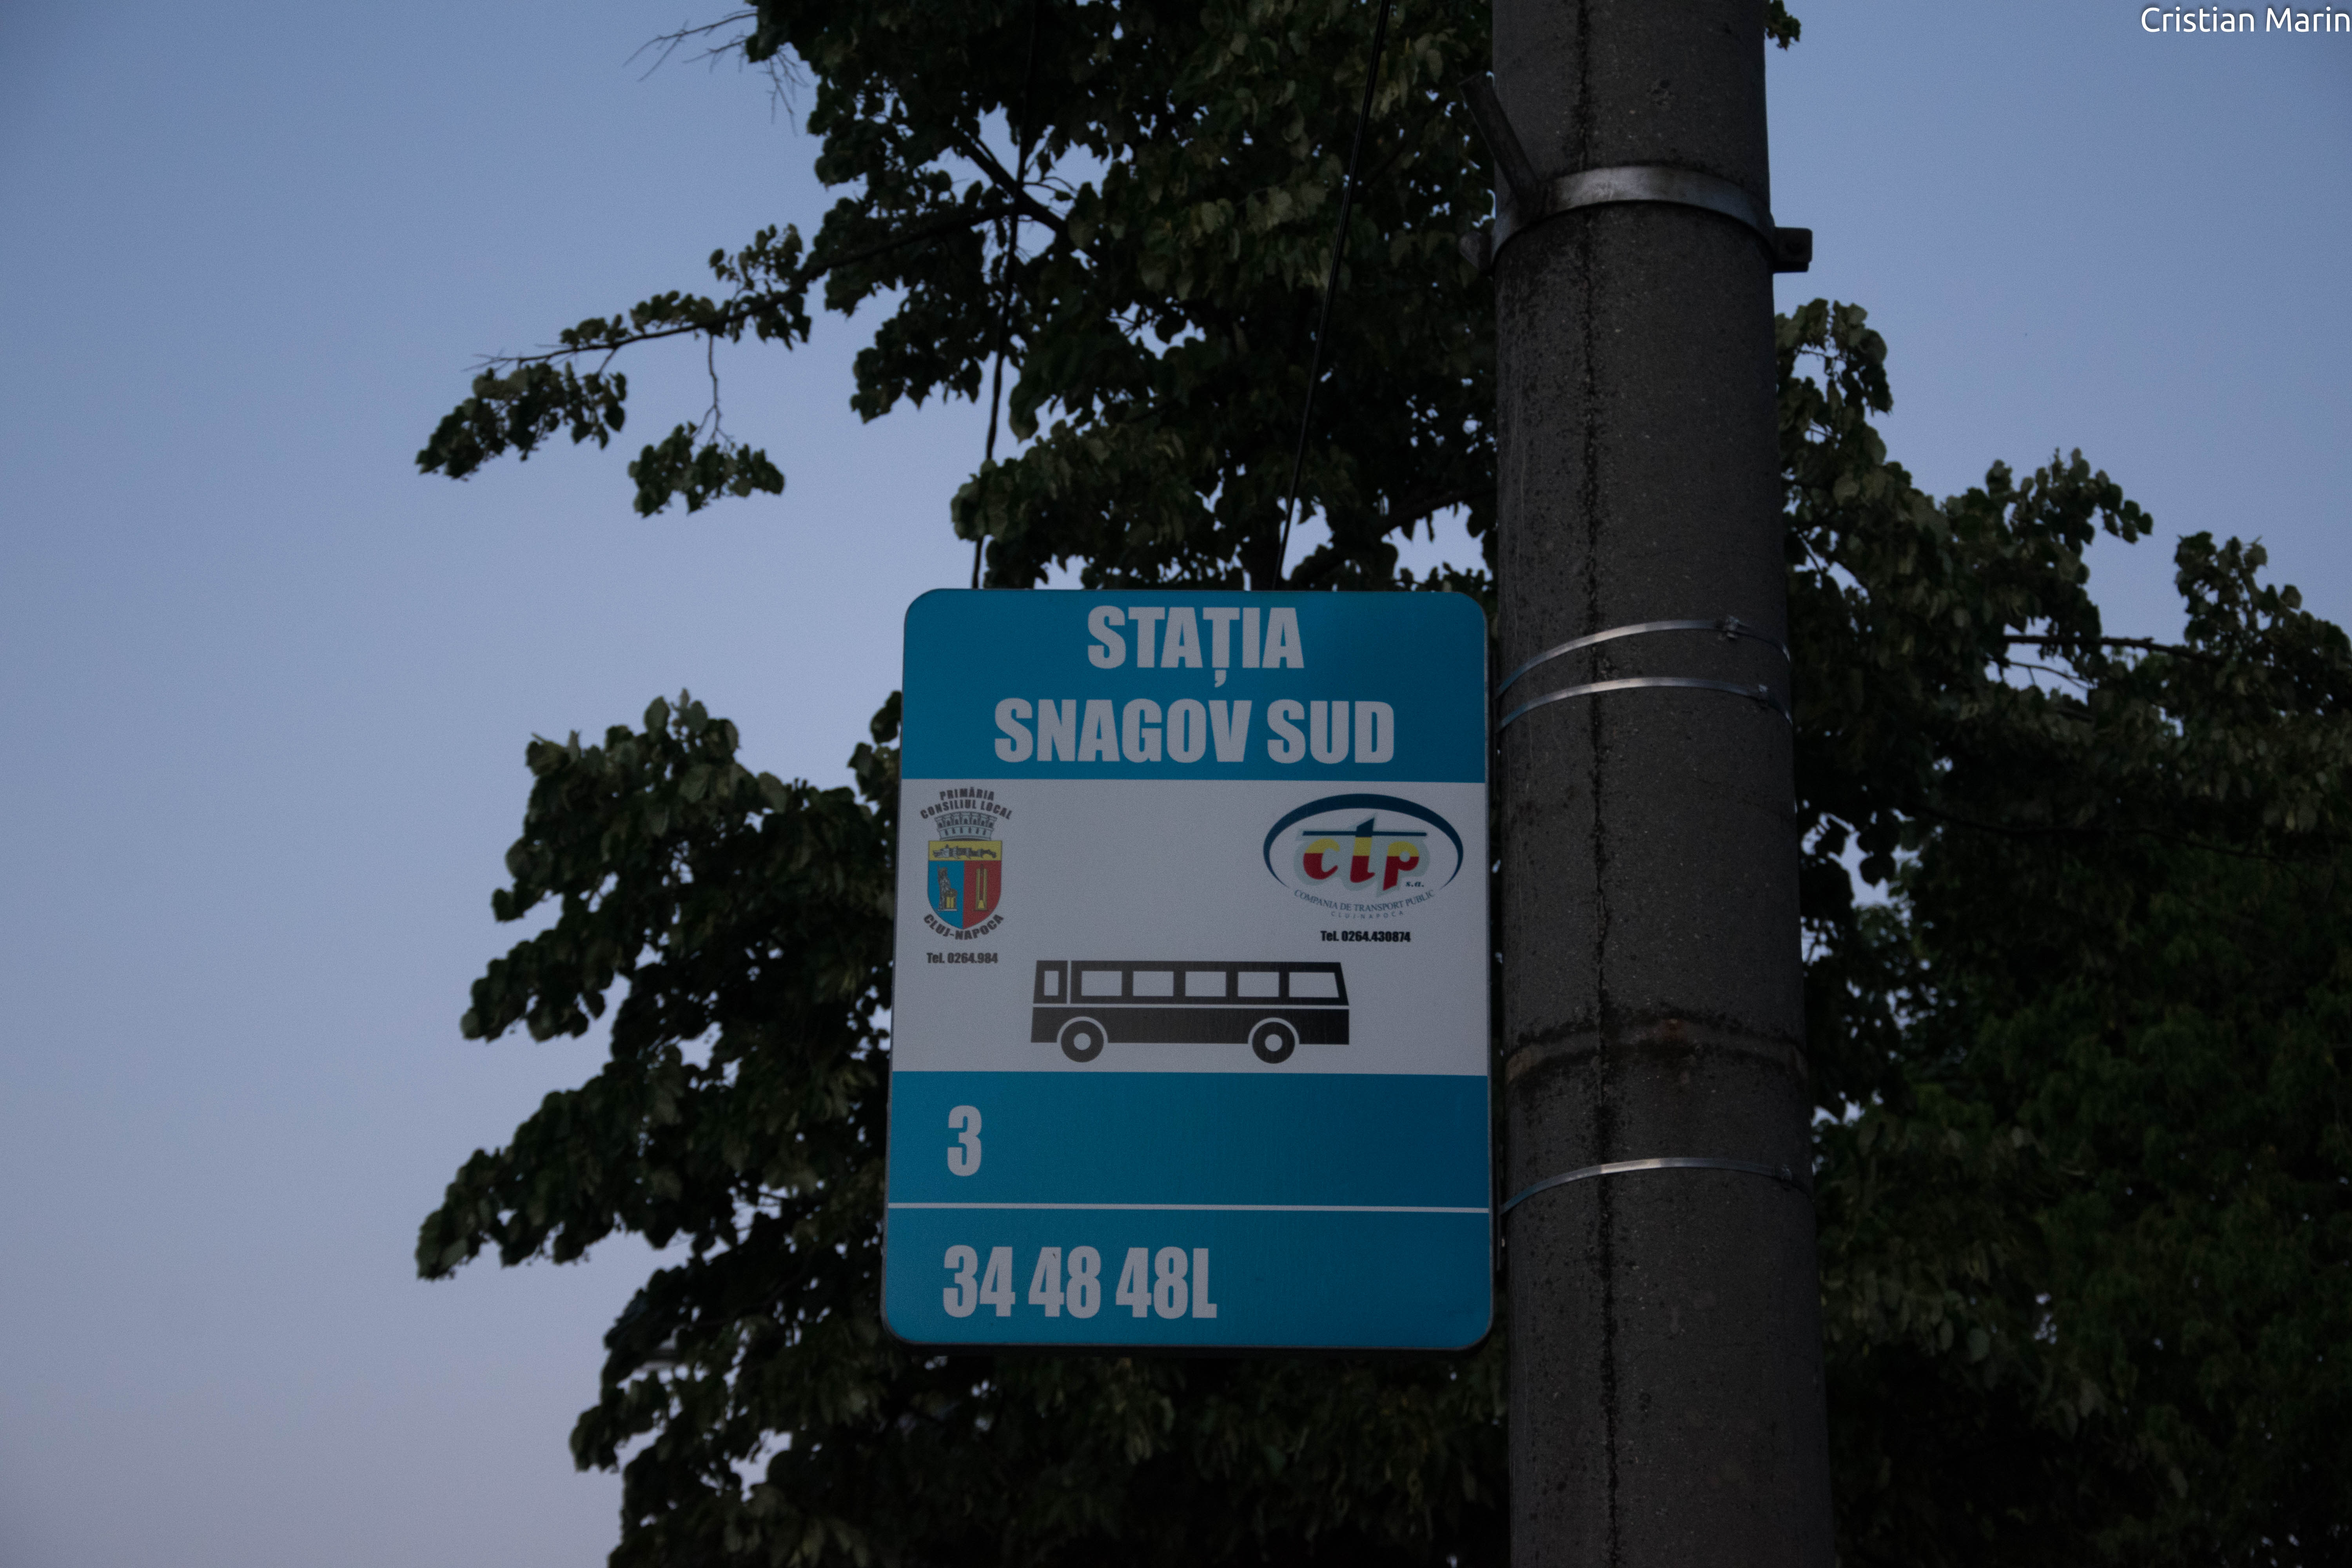 Cristian Marin
STAȚIA
SNAGOV SUD
PRIMĂRIA
CONSILIUL LOCAL
CLUJ-NAPOCA
Tel. 0264.984
ctp
s.a.
COMPANIA DE TRANSPORT PUBLIC
CLUJ-NAPOCA
Tel. 0264.430874
3
34 48 48L